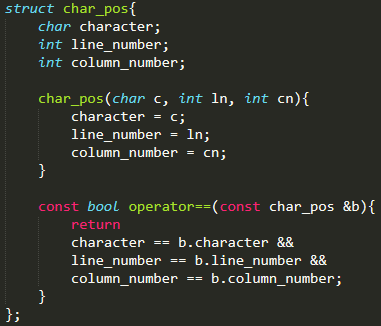 struct char_pos{
    char character;
    int line_number;
    int column_number;

    char_pos(char c, int ln, int cn){
        character = c;
        line_number = ln;
        column_number = cn;
    }

    const bool operator==(const char_pos &b){
        return
        character == b.character &&
        line_number == b.line_number &&
        column_number == b.column_number;
    }
};